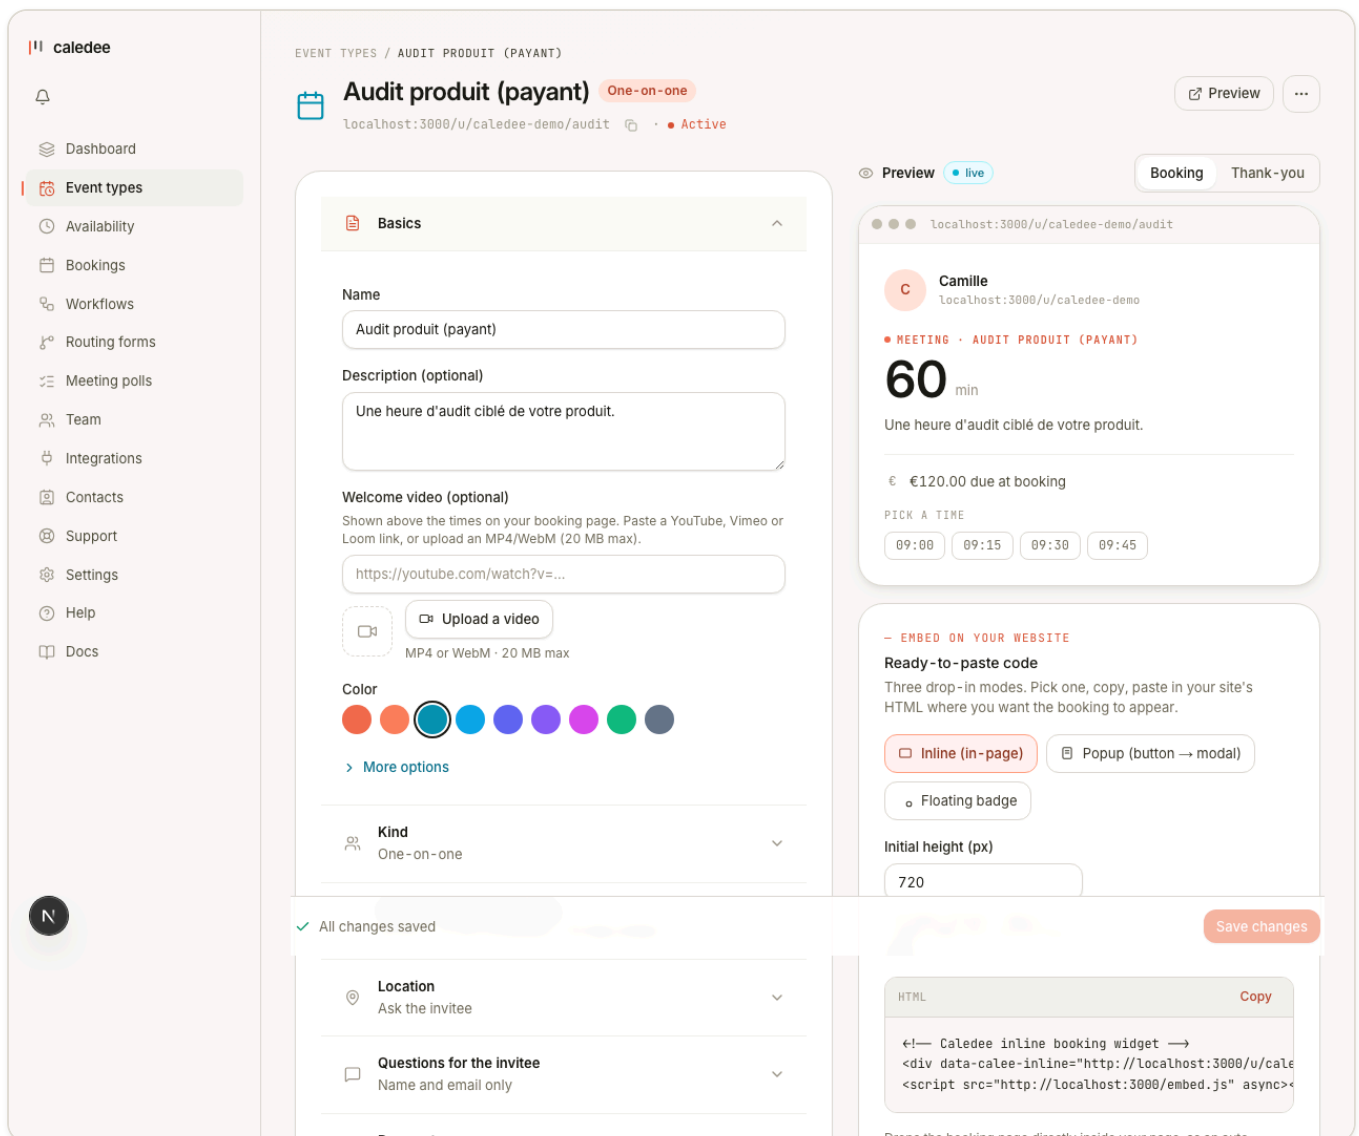 caledee
Dashboard
Event types
Availability
Bookings
Workflows
Routing forms
Meeting polls
Team
Integrations
Contacts
Support
Settings
Help
Docs
N
EVENT TYPES / AUDIT PRODUIT (PAYANT)
Audit produit (payant) One-on-one
localhost:3000/u/caledee-demo/audit · Active
Preview
Basics
Name
Audit produit (payant)
Description (optional)
Une heure d'audit ciblé de votre produit.
Welcome video (optional)
Shown above the times on your booking page. Paste a YouTube, Vimeo or
Loom link, or upload an MP4/WebM (20 MB max).
https://youtube.com/watch?v=...
Upload a video
MP4 or WebM · 20 MB max
Color
More options
Kind
One-on-one
All changes saved
Save changes
Location
Ask the invitee
Questions for the invitee
Name and email only
Preview live
Booking Thank-you
localhost:3000/u/caledee-demo/audit
C
Camille
localhost:3000/u/caledee-demo
MEETING · AUDIT PRODUIT (PAYANT)
60 min
Une heure d'audit ciblé de votre produit.
€ €120.00 due at booking
PICK A TIME
09:00 09:15 09:30 09:45
— EMBED ON YOUR WEBSITE
Ready-to-paste code
Three drop-in modes. Pick one, copy, paste in your site's
HTML where you want the booking to appear.
Inline (in-page) Popup (button → modal)
Floating badge
Initial height (px)
720
HTML Copy
<!-- Caledee inline booking widget -->
<div data-calee-inline="http://localhost:3000/u/cale
<script src="http://localhost:3000/embed.js" async><